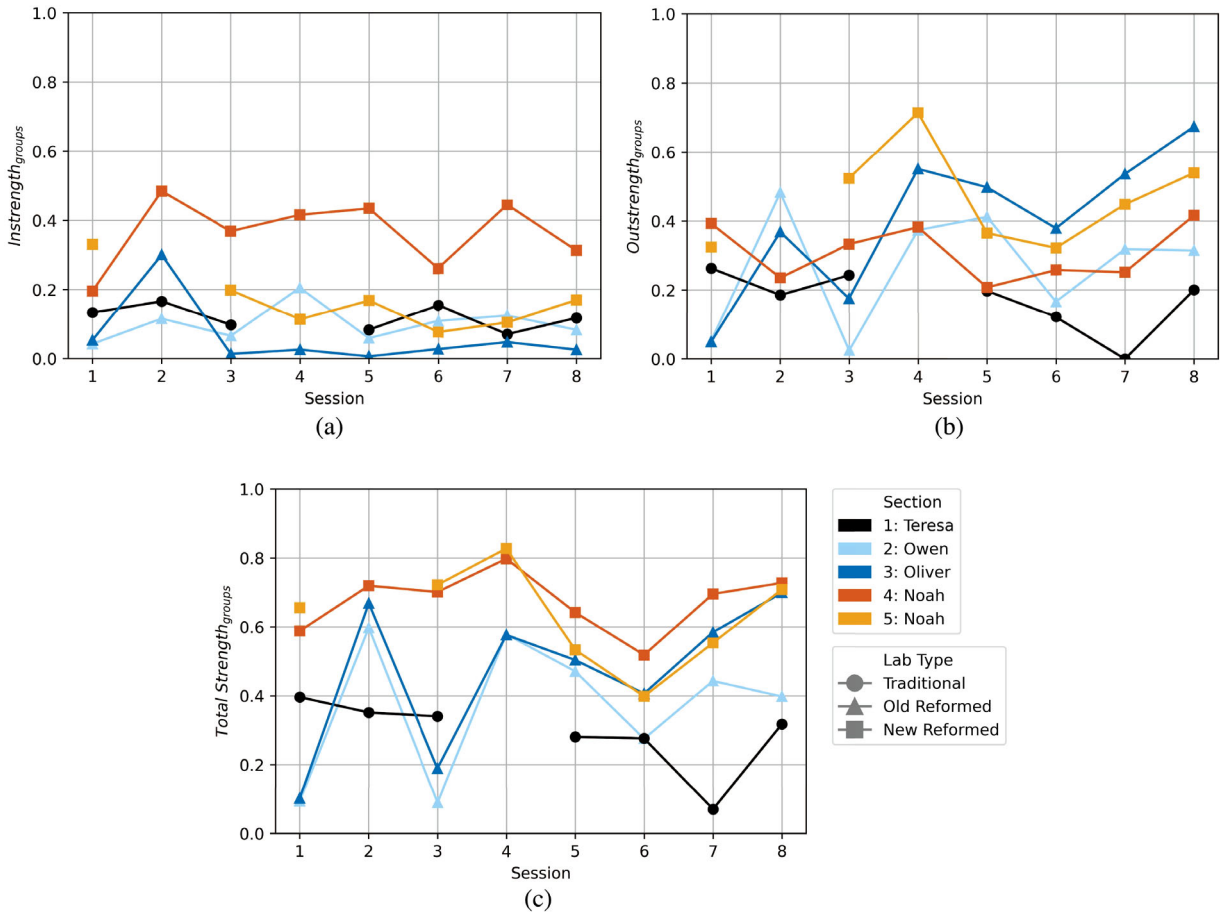 1.0
0.8
0.6
0.4
0.2
0.0
Instrength_groups
1 2 3 4 5 6 7 8
Session
(a)
1.0
0.8
0.6
0.4
0.2
0.0
Outstrength_groups
1 2 3 4 5 6 7 8
Session
(b)
1.0
0.8
0.6
0.4
0.2
0.0
Total Strength_groups
1 2 3 4 5 6 7 8
Session
(c)
Section
1: Teresa
2: Owen
3: Oliver
4: Noah
5: Noah
Lab Type
Traditional
Old Reformed
New Reformed